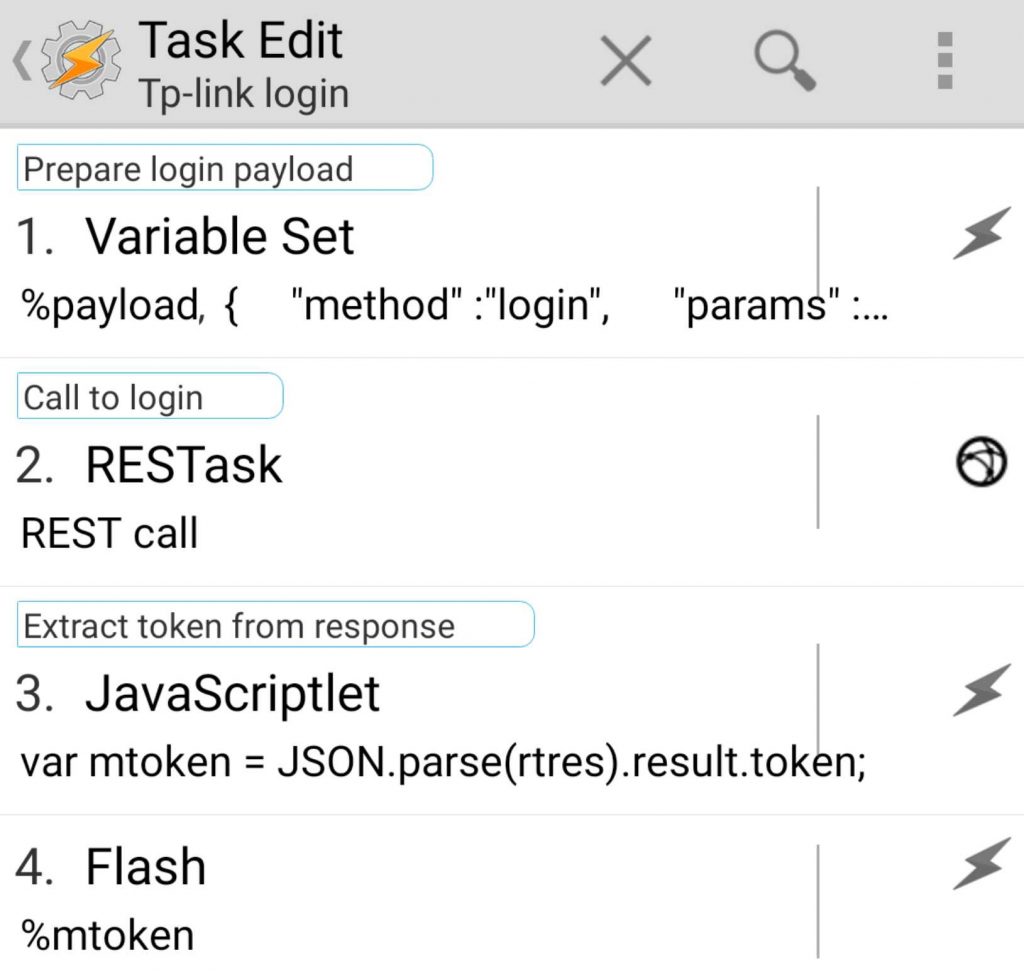 Task Edit
Tp-link login
Prepare login payload
1. Variable Set
%payload, { "method" :"login", "params" :...
Call to login
2. RESTask
REST call
Extract token from response
3. JavaScriptlet
var mtoken = JSON.parse(rtres).result.token;
4. Flash
%mtoken